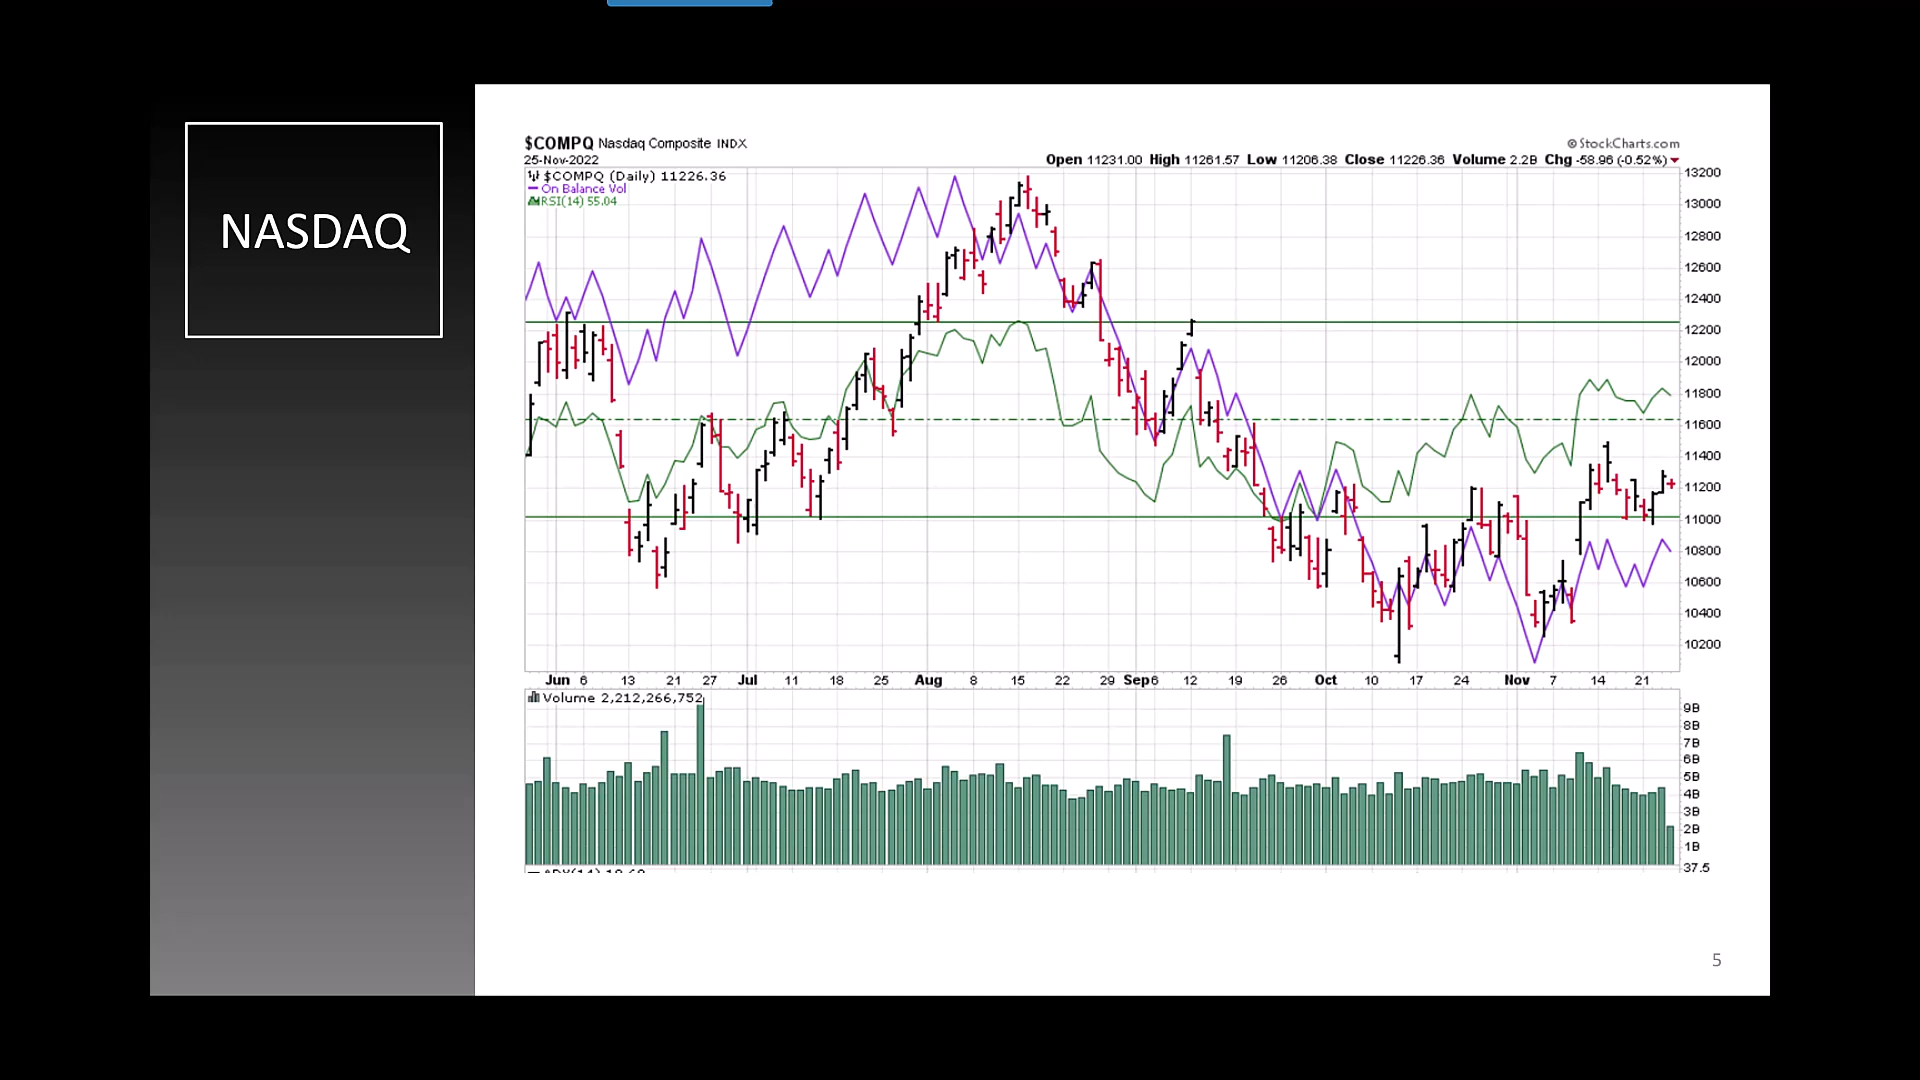 NASDAQ
$COMPQ Nasdaq Composite INDX
© StockCharts.com
25-Nov-2022
Open 11231.00 High 11261.57 Low 11206.38 Close 11226.36 Volume 2.2B Chg -58.96 (-0.52%)
$COMPQ (Daily) 11226.36
On Balance Vol
RSI(14) 55.04
13200
13000
12800
12600
12400
12200
12000
11800
11600
11400
11200
11000
10800
10600
10400
10200
Jun 6 13 21 27 Jul 11 18 25 Aug 8 15 22 29 Sep 6 12 19 26 Oct 10 17 24 Nov 7 14 21
Volume 2,212,266,752
9B
8B
7B
6B
5B
4B
3B
2B
1B
37.5
5